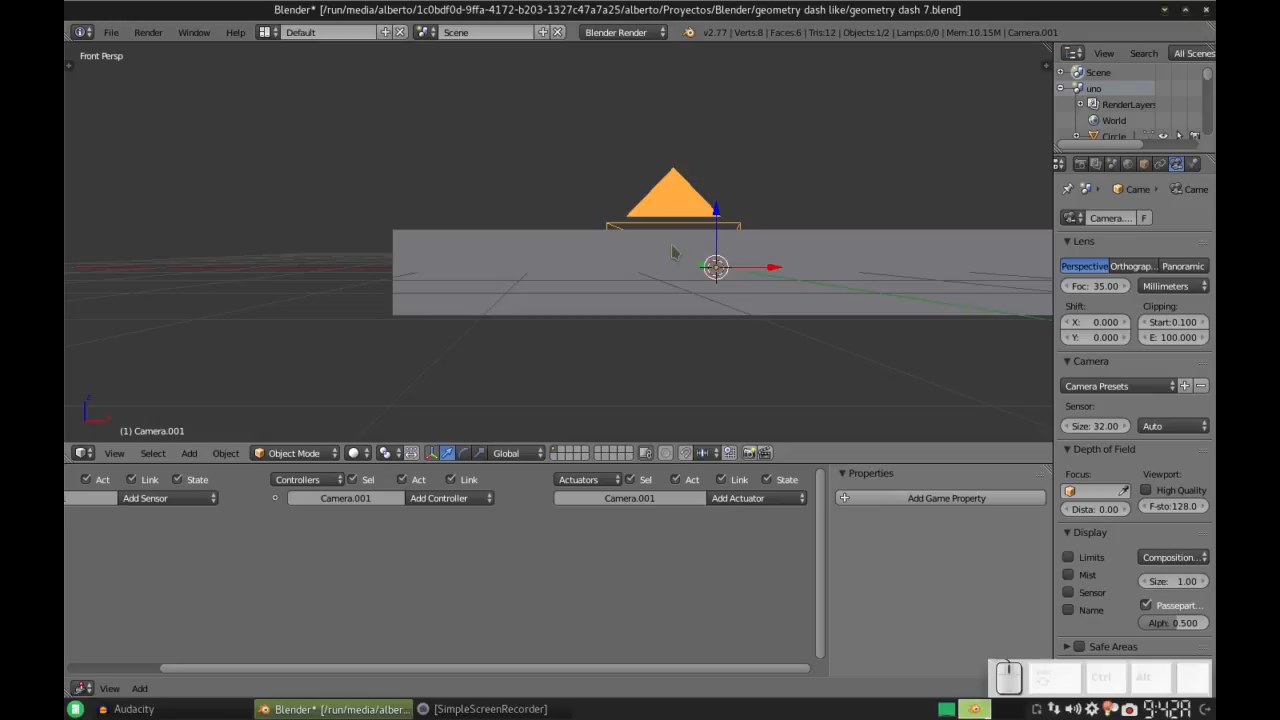 Blender* [/run/media/alberto/1c0bdf0d-9ffa-4172-b203-1327c47a7a25/alberto/Proyectos/Blender/geometry dash like/geometry dash 7.blend]
File Render Window Help Default Scene Blender Render v2.77 | Verts:8 | Faces:6 | Tris:12 | Objects:1/2 | Lamps:0/0 | Mem:10.15M | Camera.001
Front Persp
View Search All Scenes
Scene
uno
RenderLayers
World
Circle
Came Came
Camera.... F
Lens
Perspective Orthograp... Panoramic
Foc: 35.00 Millimeters
Shift: Clipping:
X: 0.000 Start:0.100
Y: 0.000 E: 100.000
Camera
Camera Presets
Sensor:
Size: 32.00 Auto
Depth of Field
Focus: Viewport:
High Quality
Dista: 0.00 F-sto:128.0
Display
Limits Composition...
Mist
Size: 1.00
Sensor
Passepart...
Name
Alph: 0.500
Safe Areas
(1) Camera.001
View Select Add Object Object Mode Global
Act Link State Controllers Sel Act Link Actuators Sel Act Link State
Add Sensor Camera.001 Add Controller Camera.001 Add Actuator
Properties
Add Game Property
View Add
Ctrl Alt
Audacity Blender* [/run/media/alber... [SimpleScreenRecorder] 9:4428